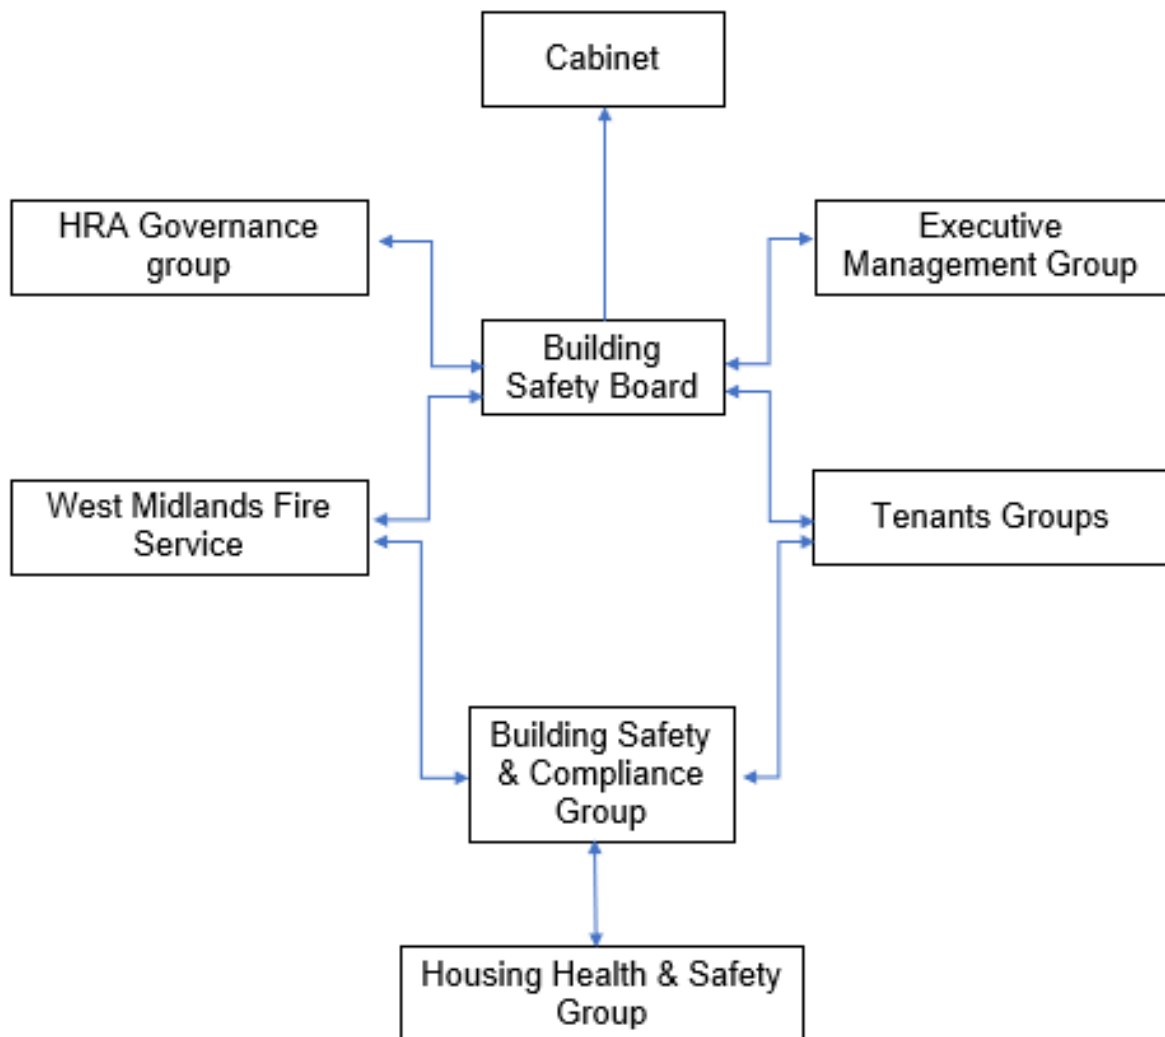 Cabinet
HRA Governance
group
Executive
Management Group
Building
Safety Board
West Midlands Fire
Service
Tenants Groups
Building Safety
& Compliance
Group
Housing Health & Safety
Group